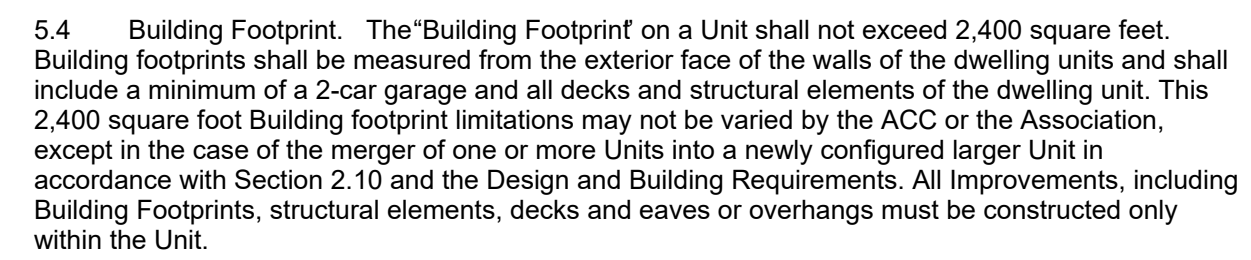 5.4 Building Footprint. The “Building Footprint” on a Unit shall not exceed 2,400 square feet.
Building footprints shall be measured from the exterior face of the walls of the dwelling units and shall
include a minimum of a 2-car garage and all decks and structural elements of the dwelling unit. This
2,400 square foot Building footprint limitations may not be varied by the ACC or the Association,
except in the case of the merger of one or more Units into a newly configured larger Unit in
accordance with Section 2.10 and the Design and Building Requirements. All Improvements, including
Building Footprints, structural elements, decks and eaves or overhangs must be constructed only
within the Unit.